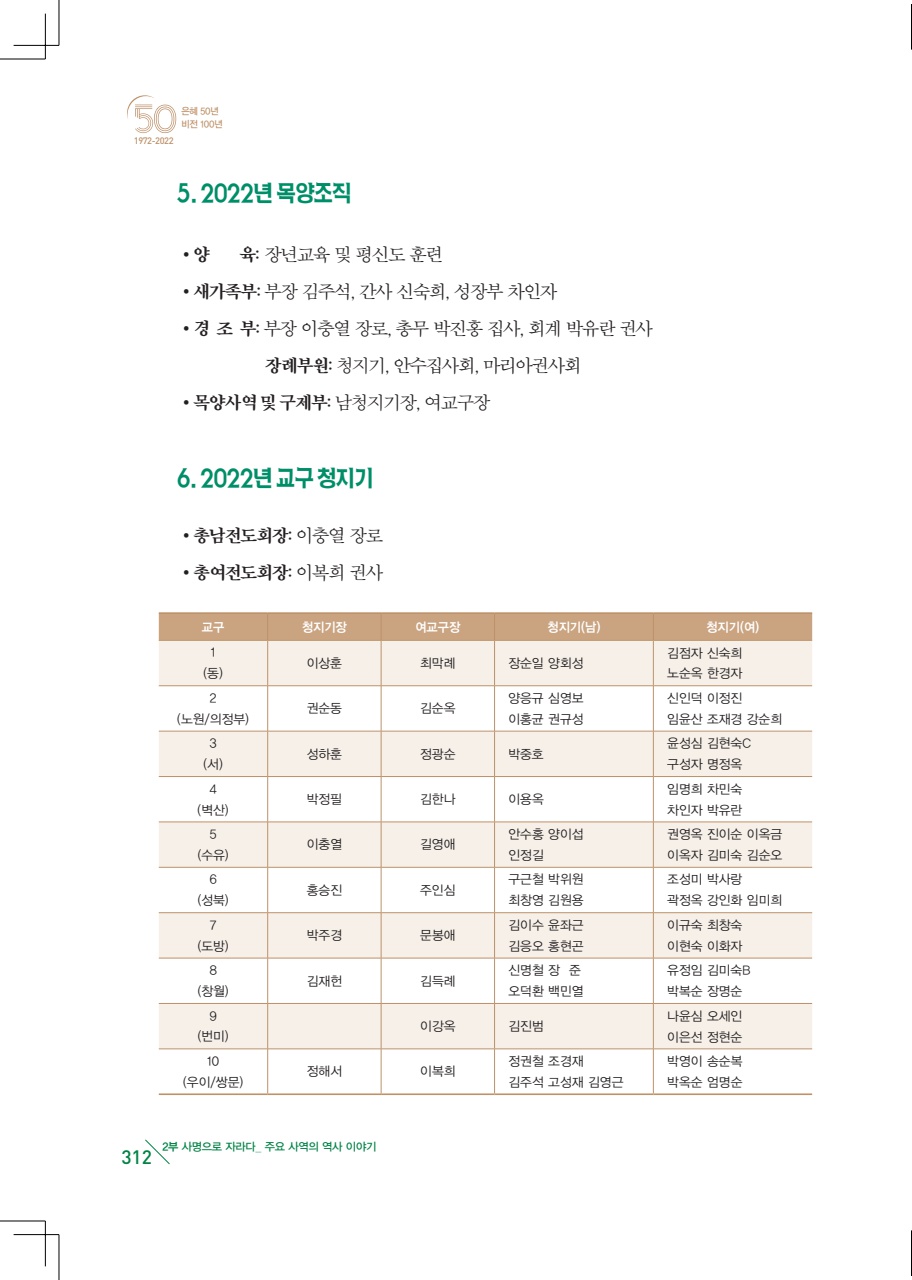 50 은혜 50년
비전 100년
1972-2022
5. 2022년 목양조직
• 양 육: 장년교육 및 평신도 훈련
• 새가족부: 부장 김주석, 간사 신숙희, 성장부 차인자
• 경 조 부: 부장 이충열 장로, 총무 박진홍 집사, 회계 박유란 권사
장례부원: 청지기, 안수집사회, 마리아권사회
• 목양사역 및 구제부: 남청지기장, 여교구장
6. 2022년 교구 청지기
• 총남전도회장: 이충열 장로
• 총여전도회장: 이복희 권사
교구 청지기장 여교구장 청지기(남) 청지기(여)
1 김점자 신숙희
(동) 이상훈 최막례 장순일 양회성 노순옥 한경자
2 양응규 심영보 신인덕 이정진
(노원/의정부) 권순동 김순옥 이홍균 권규성 임윤산 조재경 강순희
3 윤성심 김현숙C
(서) 성하훈 정광순 박중호 구성자 명정옥
4 임명희 차민숙
(벽산) 박정필 김한나 이용옥 차인자 박유란
5 안수홍 양이섭 권영옥 진이순 이옥금
(수유) 이충열 길영애 인정길 이옥자 김미숙 김순오
6 구근철 박위원 조성미 박사랑
(성북) 홍승진 주인심 최창영 김원용 곽정옥 강인화 임미희
7 김이수 윤좌근 이규숙 최창숙
(도방) 박주경 문봉애 김응오 홍현곤 이현숙 이화자
8 신명철 장 준 유정임 김미숙B
(창월) 김재헌 김득례 오덕환 백민열 박복순 장명순
9 나윤심 오세인
(번미) 이강옥 김진범 이은선 정현순
10 정권철 조경재 박영이 송순복
(우이/쌍문) 정해서 이복희 김주석 고성재 김영근 박옥순 엄명순
312 2부 사명으로 자라다_ 주요 사역의 역사 이야기